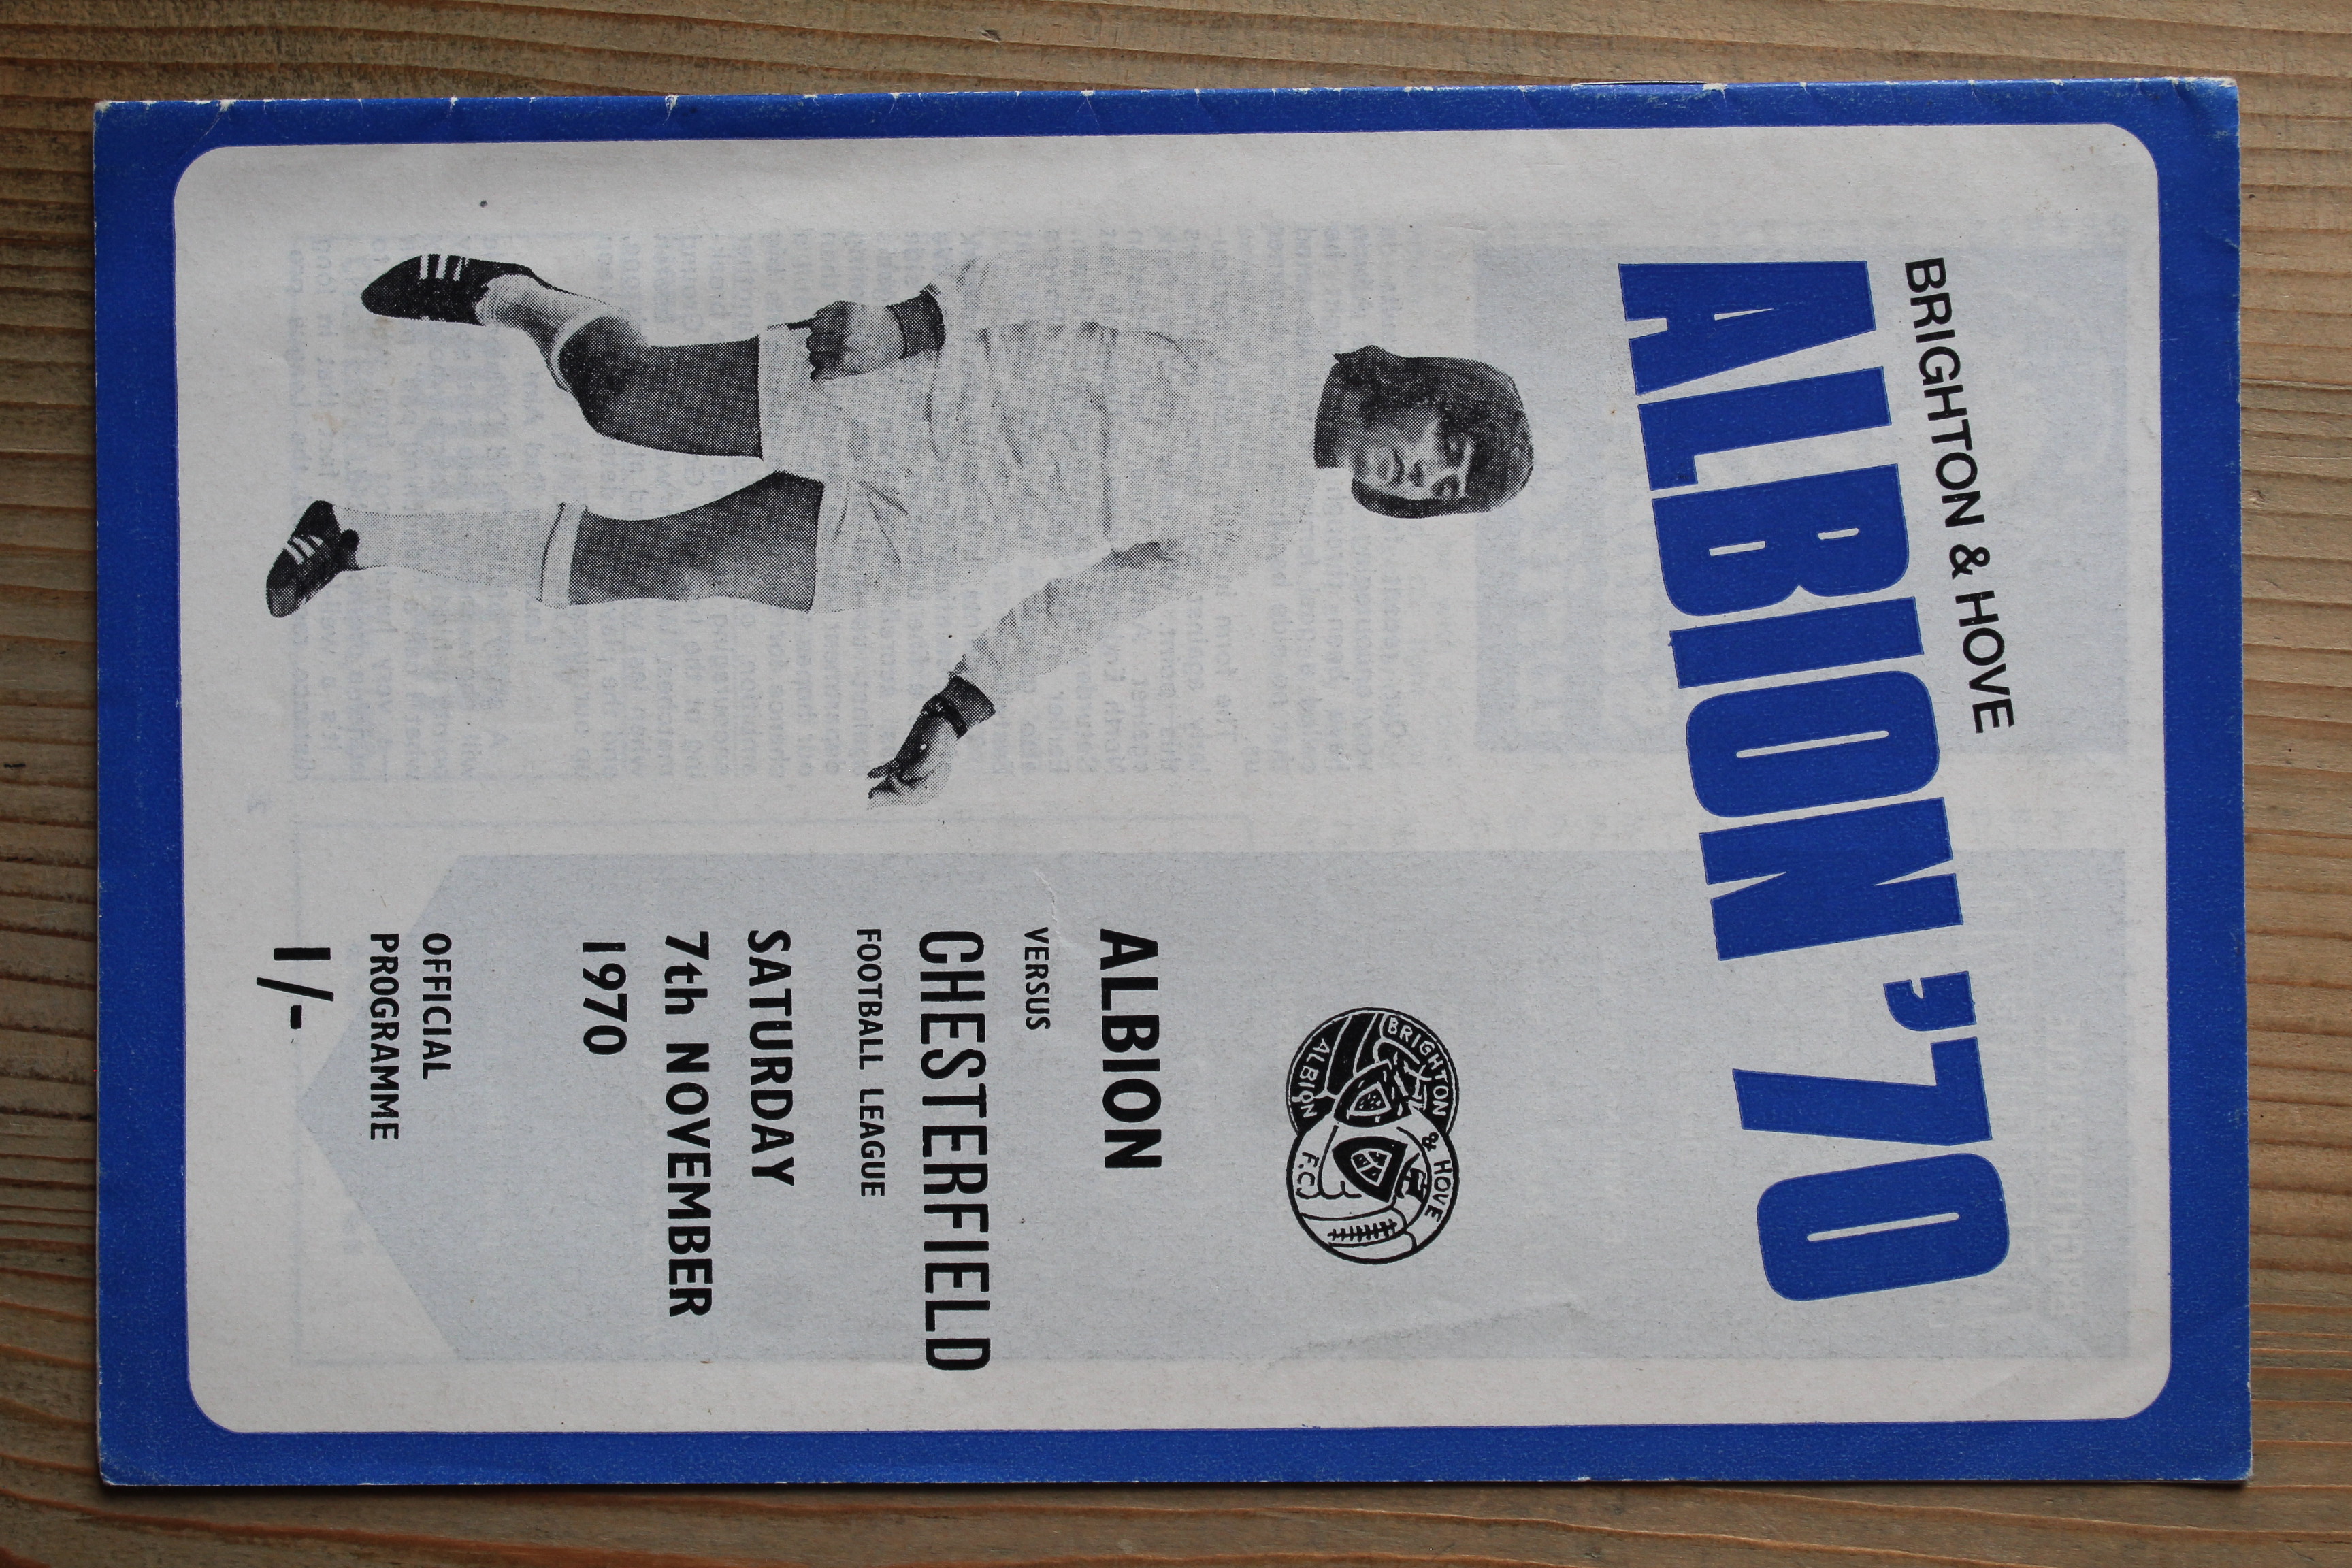 BRIGHTON & HOVE
ALBION '70
BRIGHTON & HOVE
ALBION F.C.
ALBION
VERSUS
CHESTERFIELD
FOOTBALL LEAGUE
SATURDAY
7th NOVEMBER
1970
OFFICIAL
PROGRAMME
1/-